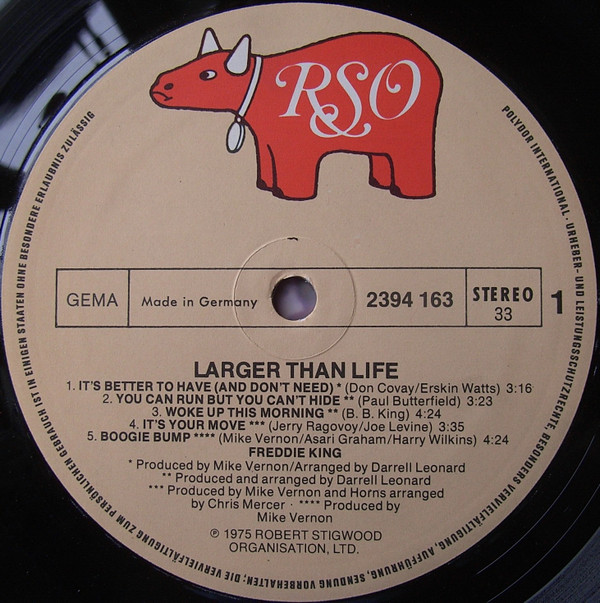 RSO
GEMA
Made in Germany
2394 163
STEREO
33
1
LARGER THAN LIFE
1. IT'S BETTER TO HAVE (AND DON'T NEED) * (Don Covay/Erskin Watts) 3:16
2. YOU CAN RUN BUT YOU CAN'T HIDE ** (Paul Butterfield) 3:23
3. WOKE UP THIS MORNING ** (B. B. King) 4:24
4. IT'S YOUR MOVE *** (Jerry Ragovoy/Joe Levine) 3:35
5. BOOGIE BUMP **** (Mike Vernon/Asari Graham/Harry Wilkins) 4:24
FREDDIE KING
* Produced by Mike Vernon/Arranged by Darrell Leonard
** Produced and arranged by Darrell Leonard
*** Produced by Mike Vernon and Horns arranged
by Chris Mercer · **** Produced by
Mike Vernon
℗ 1975 ROBERT STIGWOOD
ORGANISATION, LTD.
POLYDOR INTERNATIONAL · URHEBER- UND LEISTUNGSSCHUTZRECHTE, BESONDERS VERVIELFÄLTIGUNG, AUFFÜHRUNG, SENDUNG VORBEHALTEN; DIE VERVIELFÄLTIGUNG ZUM PERSÖNLICHEN GEBRAUCH IST IN EINIGEN STAATEN OHNE BESONDERE ERLAUBNIS ZULÄSSIG